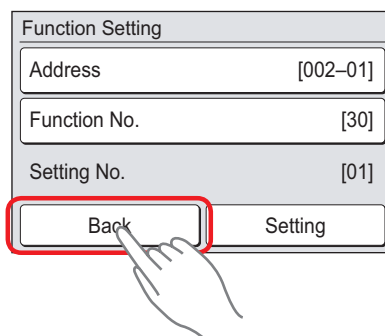 Function Setting
Address [002–01]
Function No. [30]
Setting No. [01]
Back Setting